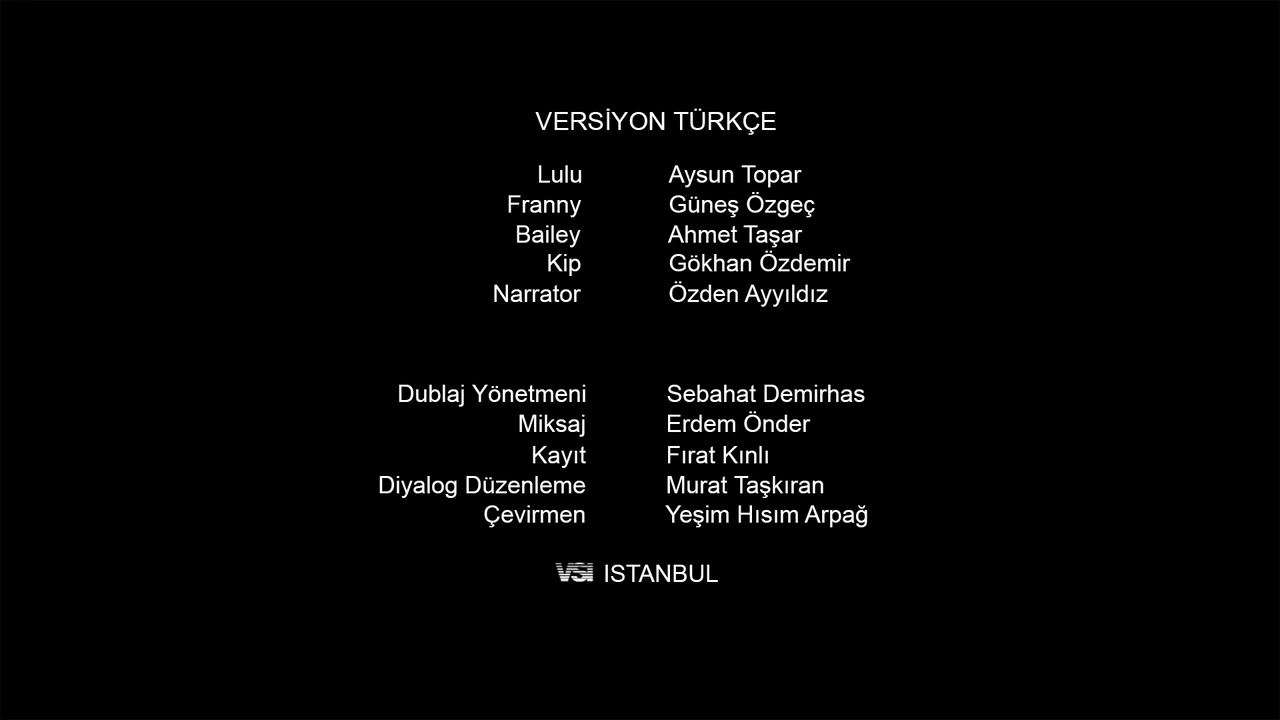 VERSİYON TÜRKÇE
Lulu Aysun Topar
Franny Güneş Özgeç
Bailey Ahmet Taşar
Kip Gökhan Özdemir
Narrator Özden Ayyıldız
Dublaj Yönetmeni Sebahat Demirhas
Miksaj Erdem Önder
Kayıt Fırat Kınlı
Diyalog Düzenleme Murat Taşkıran
Çevirmen Yeşim Hısım Arpağ
VSI ISTANBUL